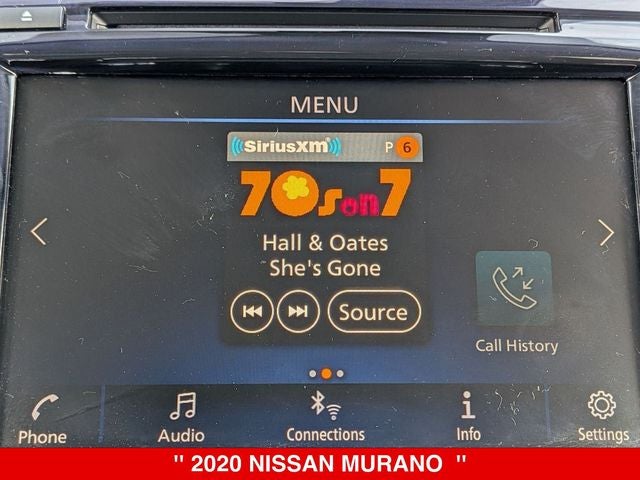 MENU
SiriusXM P 6
70s on 7
Hall & Oates
She's Gone
Source
Call History
Phone Audio Connections Info Settings
" 2020 NISSAN MURANO "